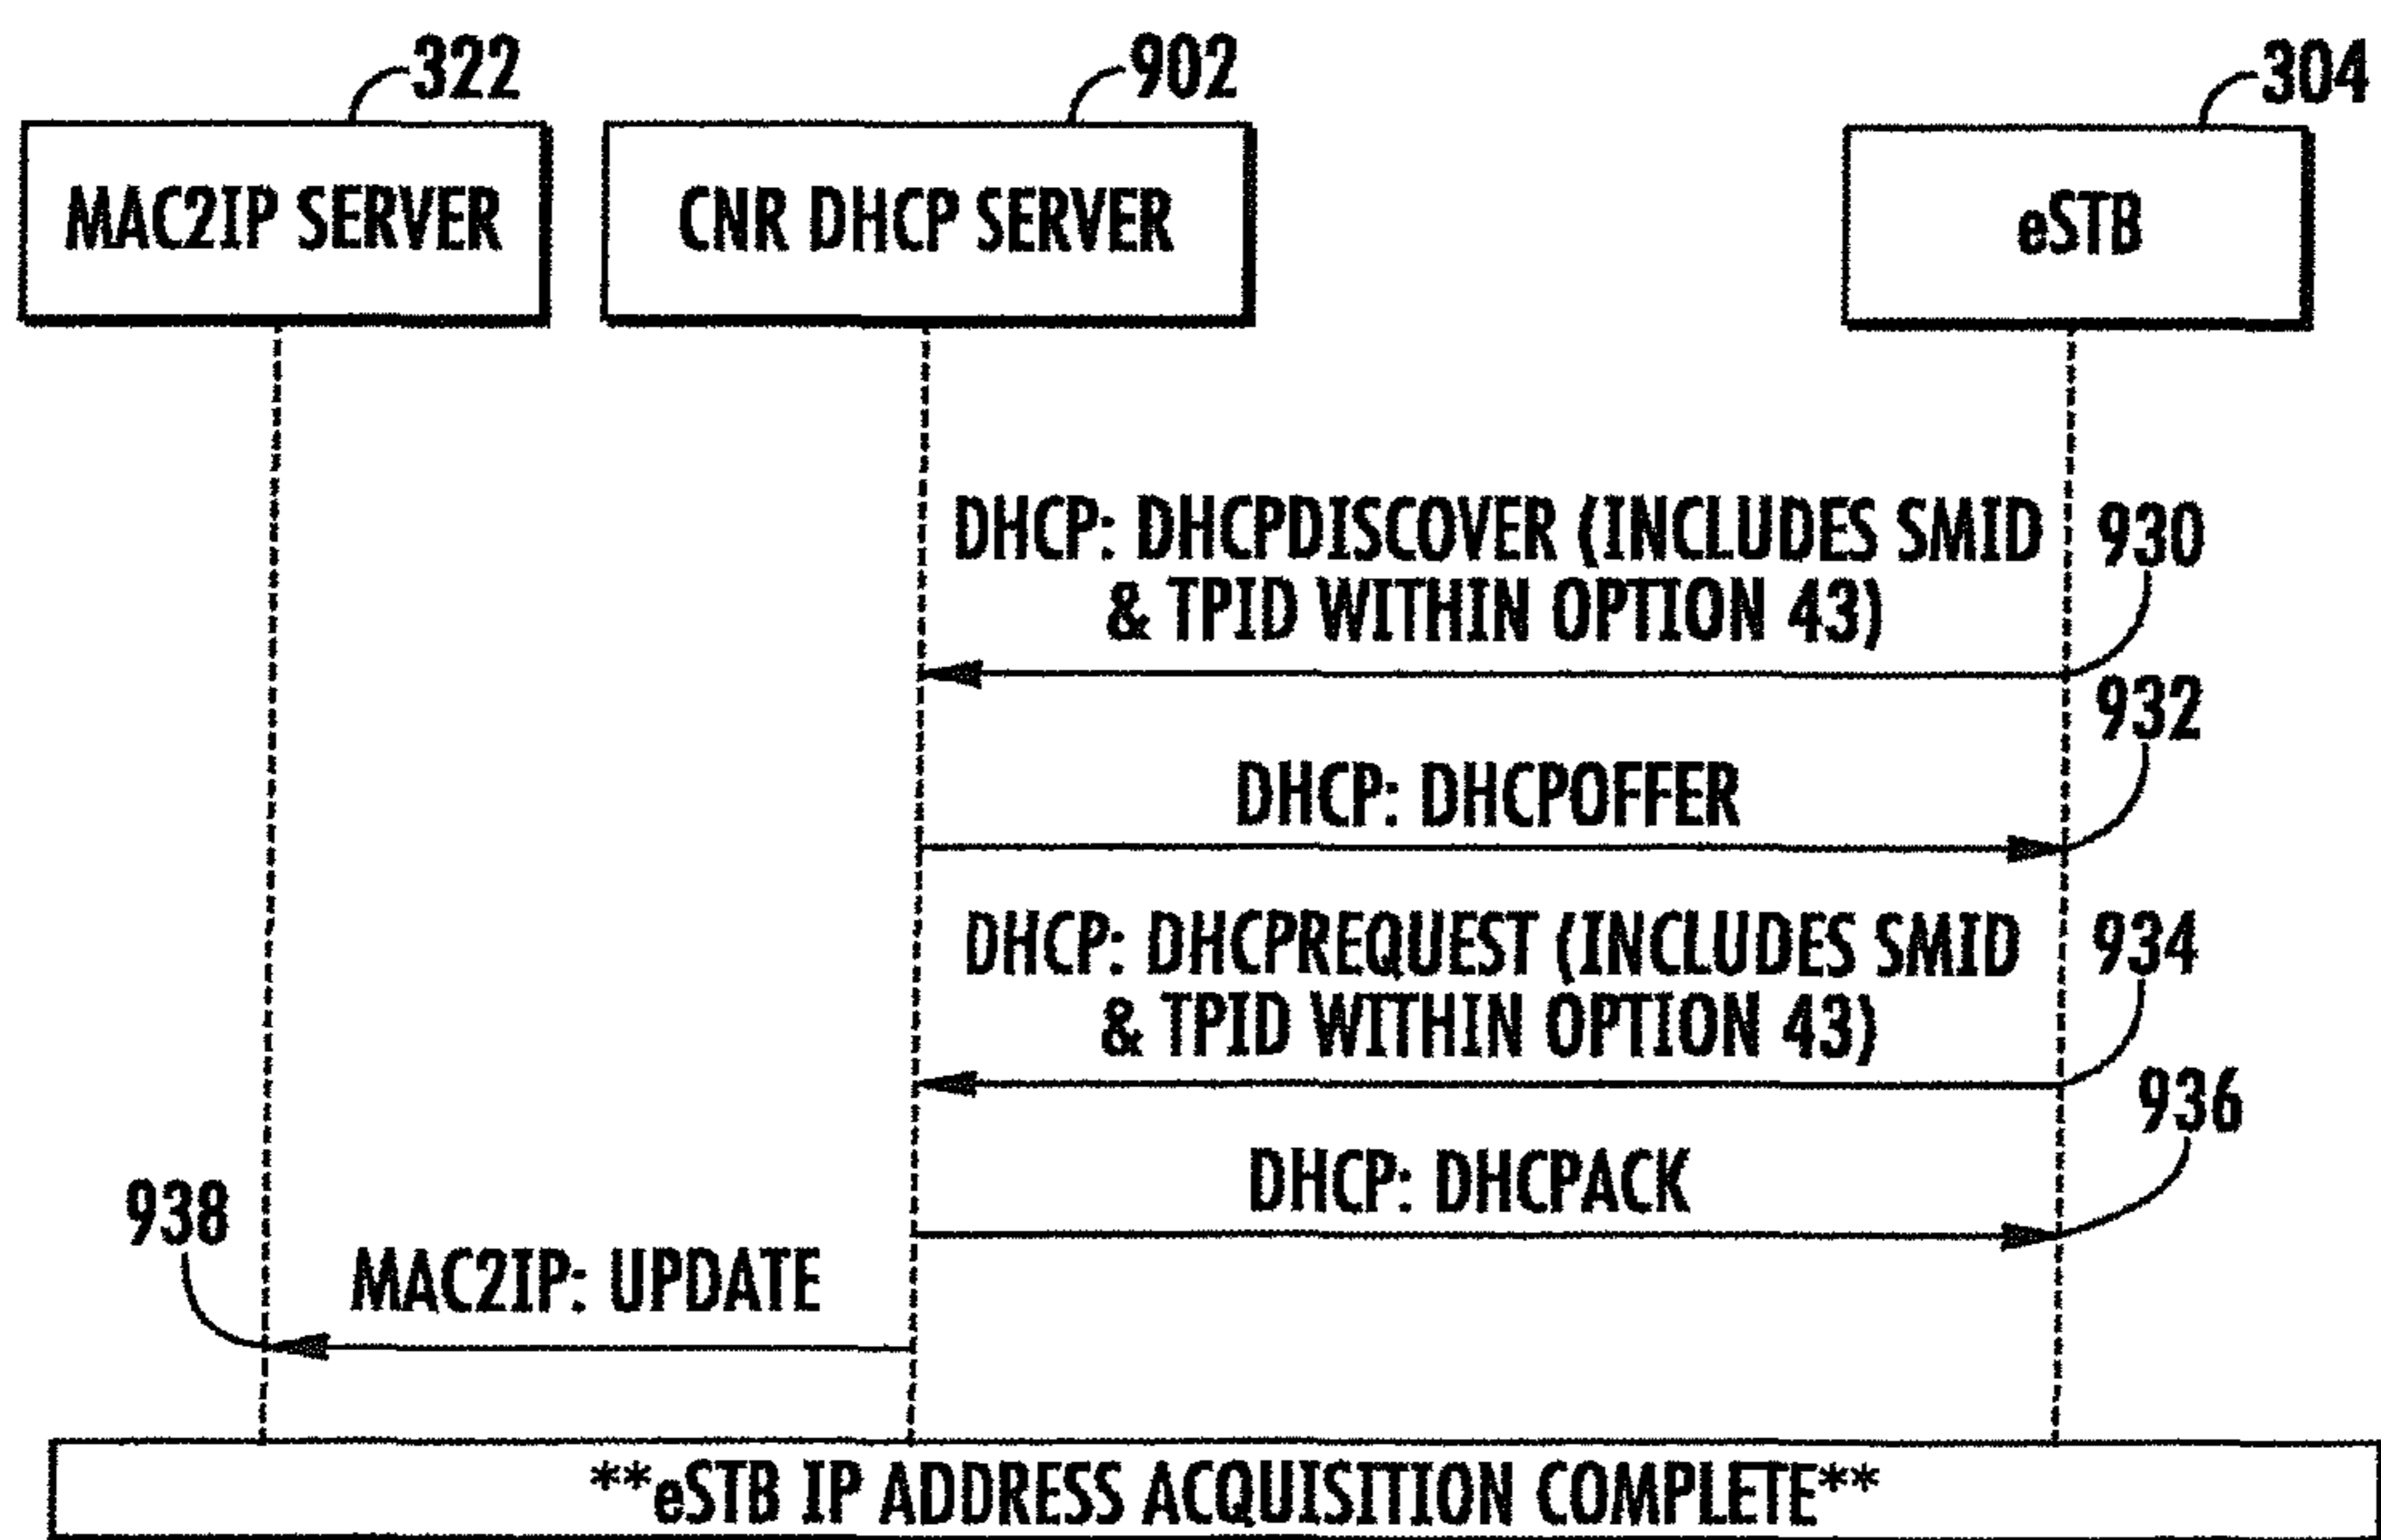 322
902
304
MAC2IP SERVER
CNR DHCP SERVER
eSTB
DHCP: DHCPDISCOVER (INCLUDES SMID
& TPID WITHIN OPTION 43)
930
932
DHCP: DHCPOFFER
DHCP: DHCPREQUEST (INCLUDES SMID
& TPID WITHIN OPTION 43)
934
936
DHCP: DHCPACK
938
MAC2IP: UPDATE
**eSTB IP ADDRESS ACQUISITION COMPLETE**